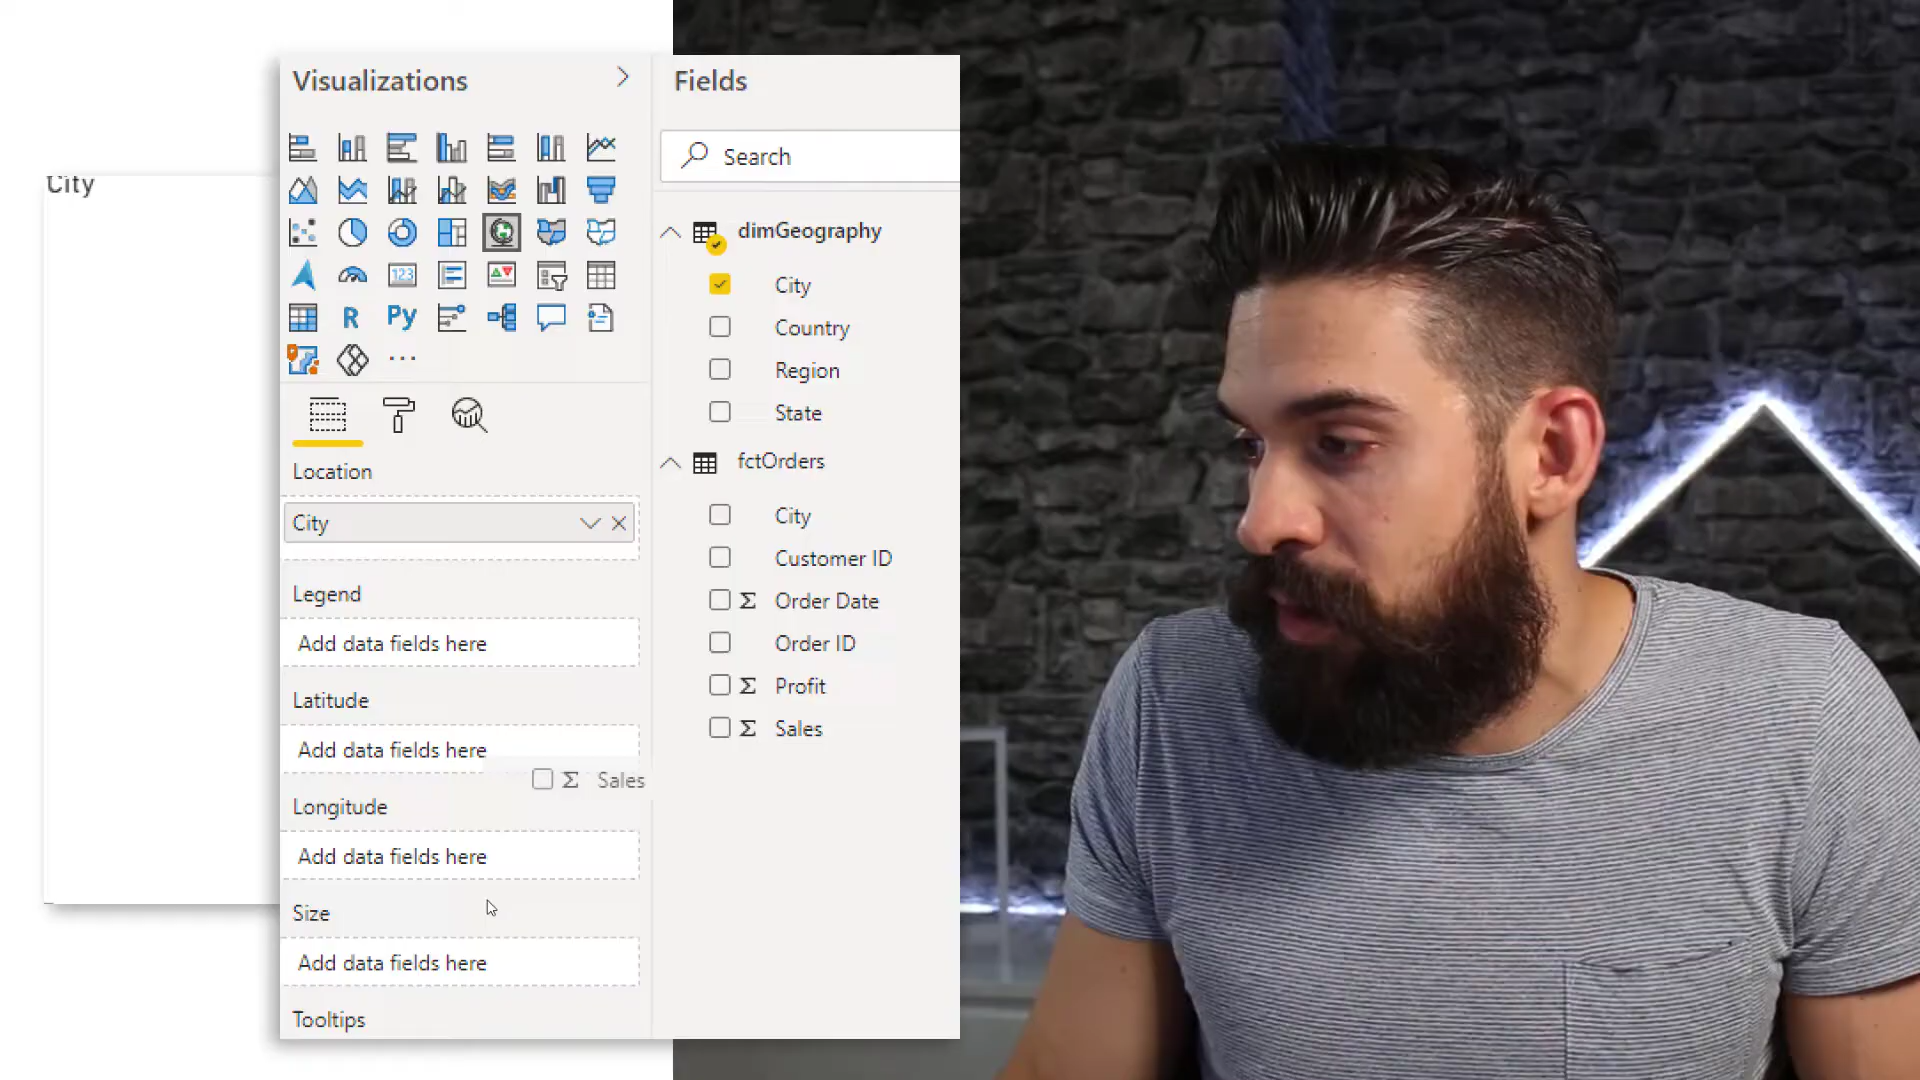 City
Visualizations
123
R
Py
...
Location
City
Legend
Add data fields here
Latitude
Add data fields here
Σ Sales
Longitude
Add data fields here
Size
Add data fields here
Tooltips
Fields
Search
dimGeography
City
Country
Region
State
fctOrders
City
Customer ID
Σ Order Date
Order ID
Σ Profit
Σ Sales